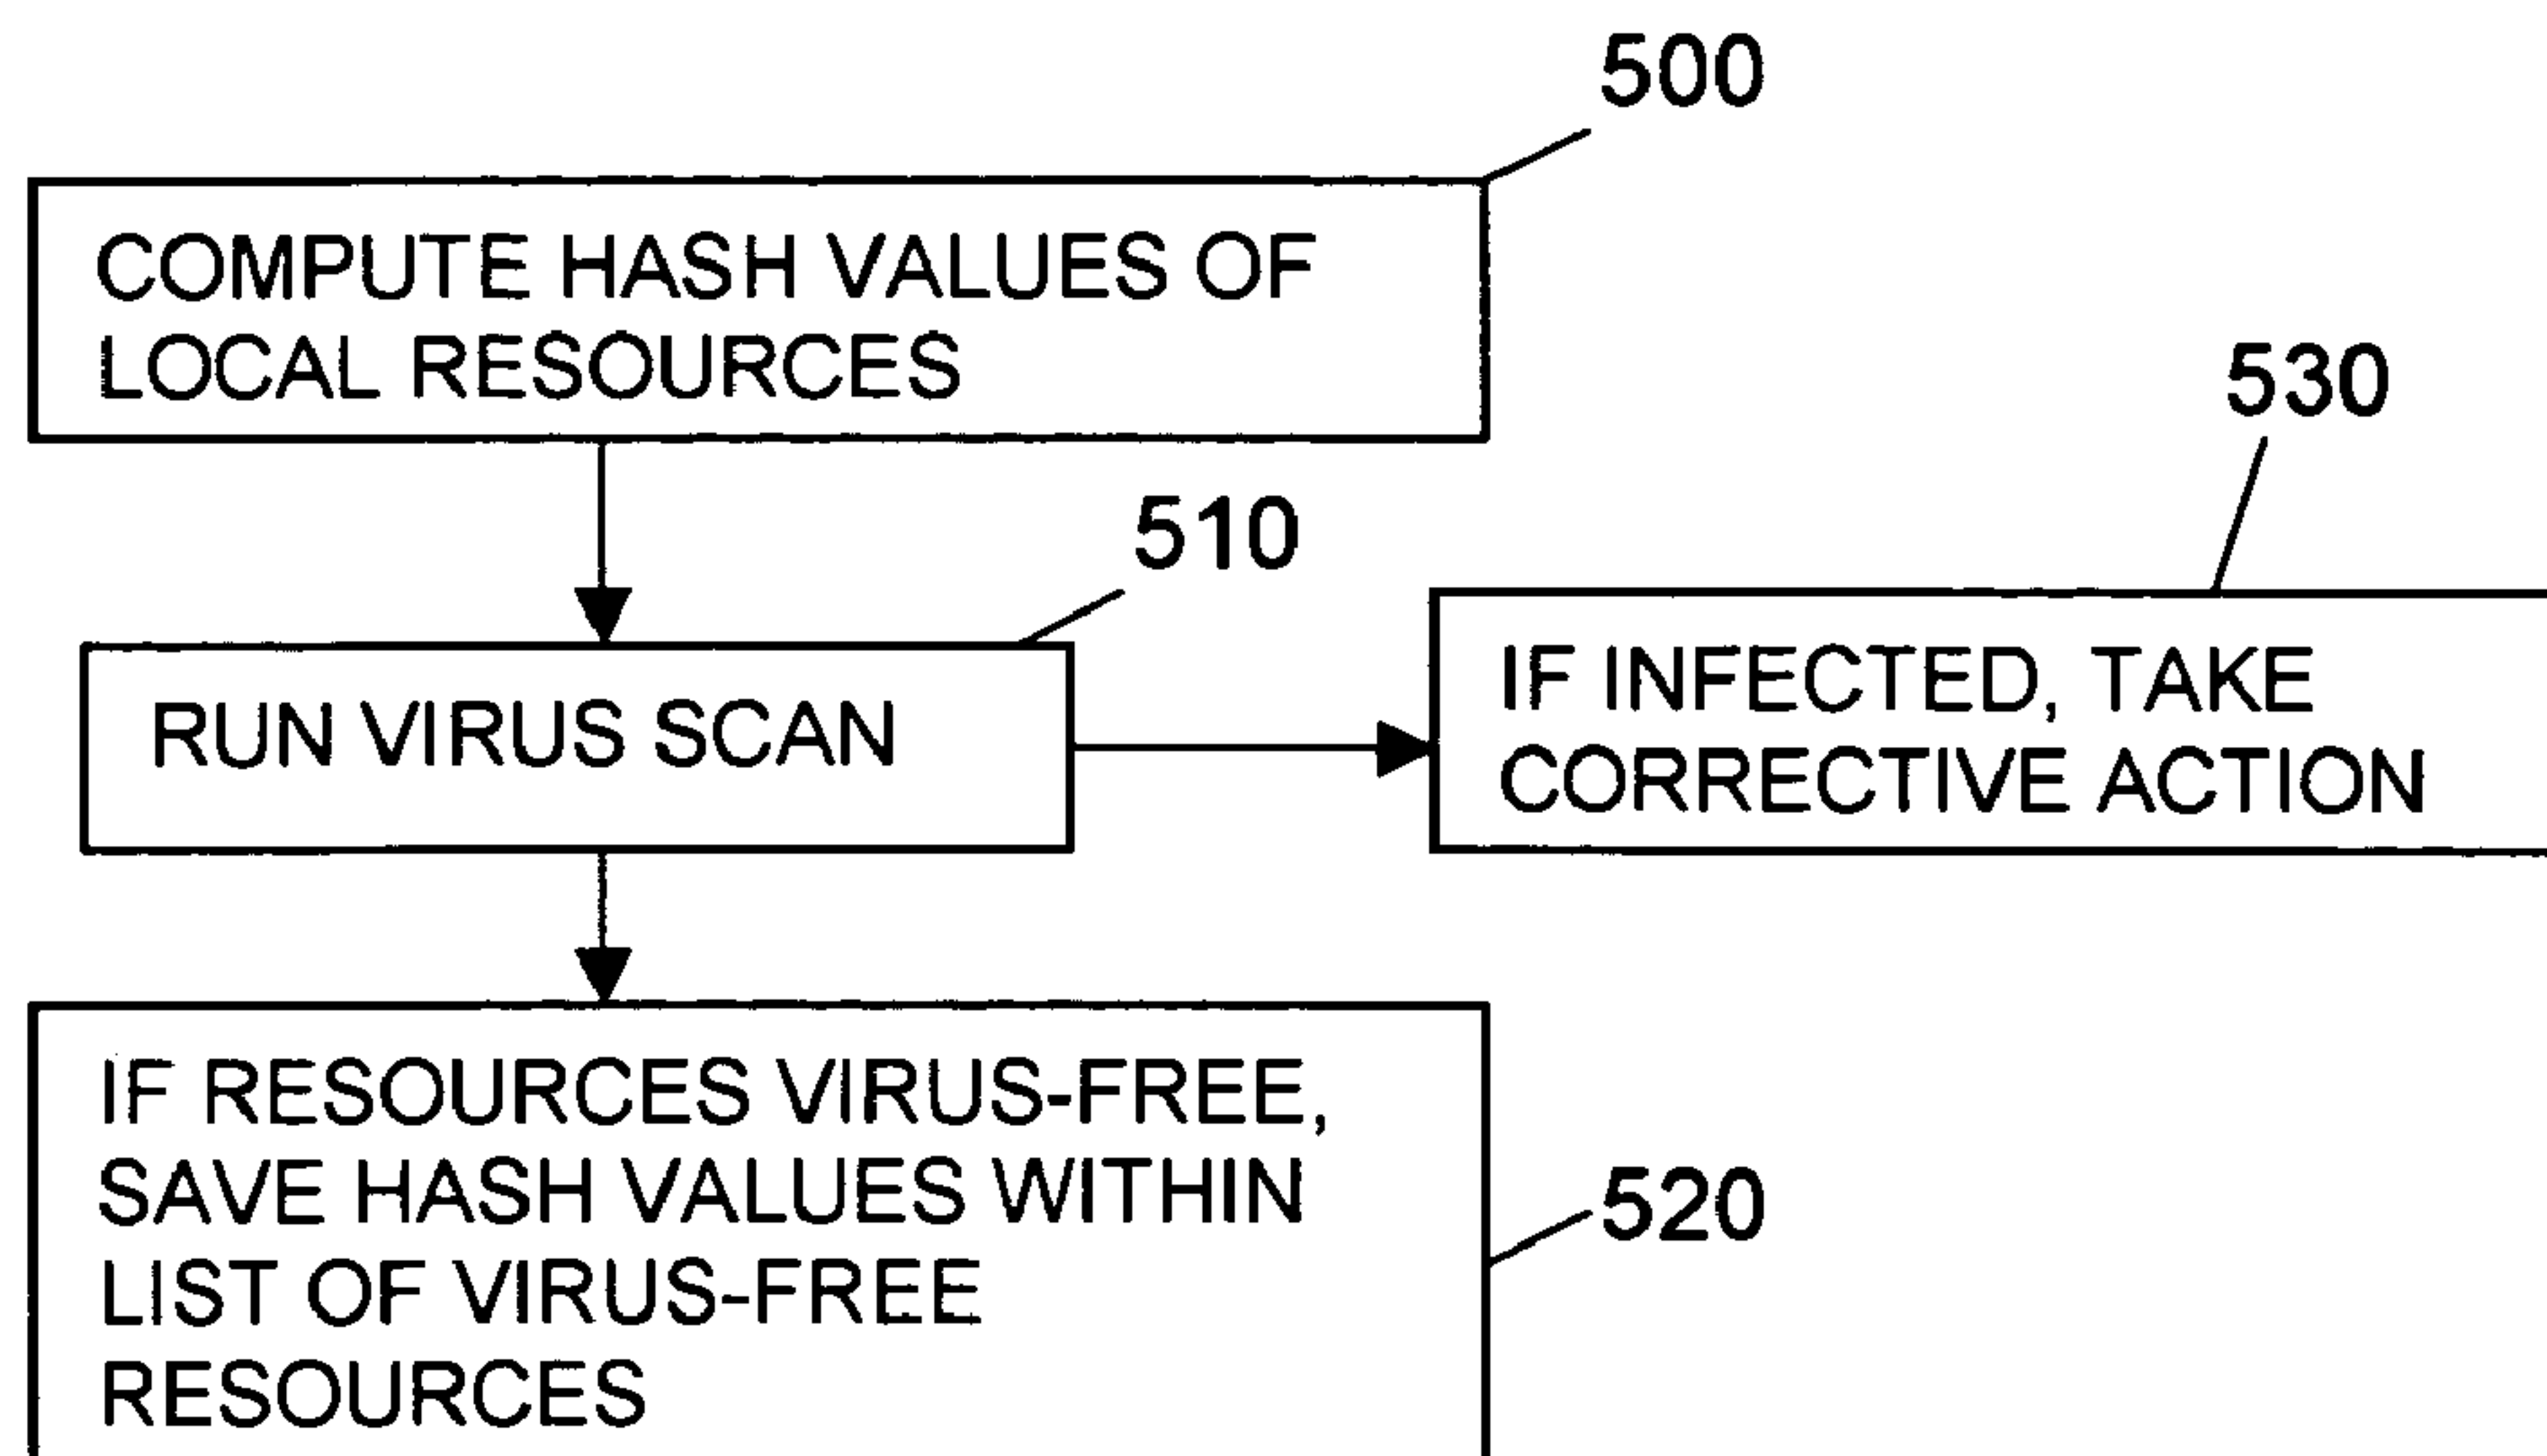 500
COMPUTE HASH VALUES OF
LOCAL RESOURCES
530
510
RUN VIRUS SCAN
IF INFECTED, TAKE
CORRECTIVE ACTION
IF RESOURCES VIRUS-FREE,
SAVE HASH VALUES WITHIN
LIST OF VIRUS-FREE
RESOURCES
520